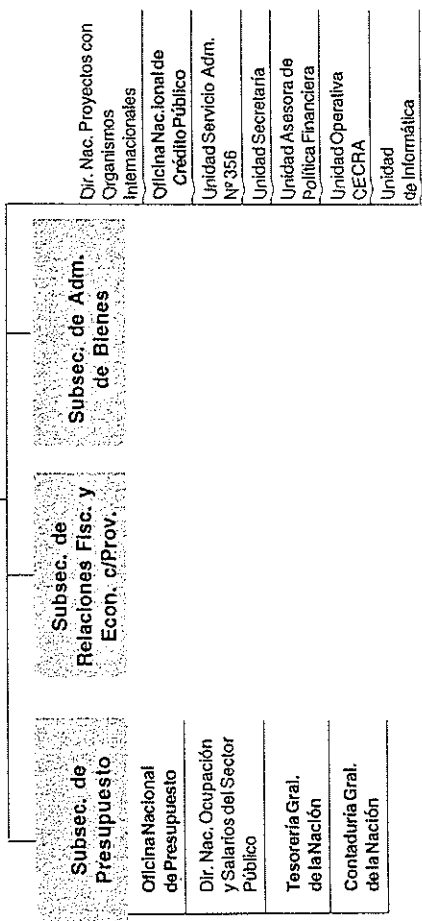 Subsec. de
Presupuesto
Oficina Nacional
de Presupuesto
Dir. Nac. Ocupación
y Salarios del Sector
Público
Tesorería Gral.
de la Nación
Contaduría Gral.
de la Nación
Subsec. de
Relaciones Fisc. y
Econ. c/Prov.
Subsec. de Adm.
de Bienes
Dir. Nac. Proyectos con
Organismos
Internacionales
Oficina Nac.ional de
Crédito Público
Unidad Servicio Adm.
Nº 356
Unidad Secretaría
Unidad Asesora de
Política Financiera
Unidad Operativa
CECRA
Unidad
de Informática